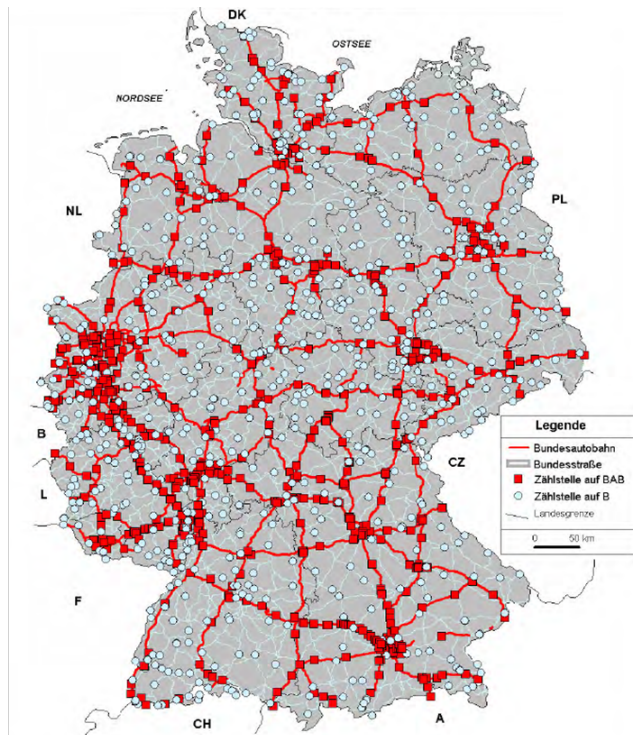 DK
OSTSEE
NORDSEE
NL
PL
B
L
CZ
F
CH
A
Legende
Bundesautobahn
Bundesstraße
Zählstelle auf BAB
Zählstelle auf B
Landesgrenze
0 50 km